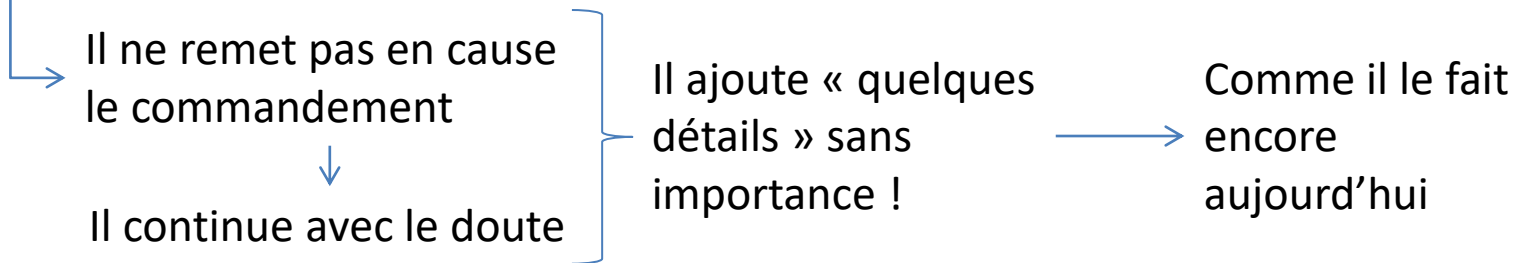 Il ne remet pas en cause
le commandement
Il continue avec le doute
Il ajoute « quelques
détails » sans
importance !
Comme il le fait
encore
aujourd’hui